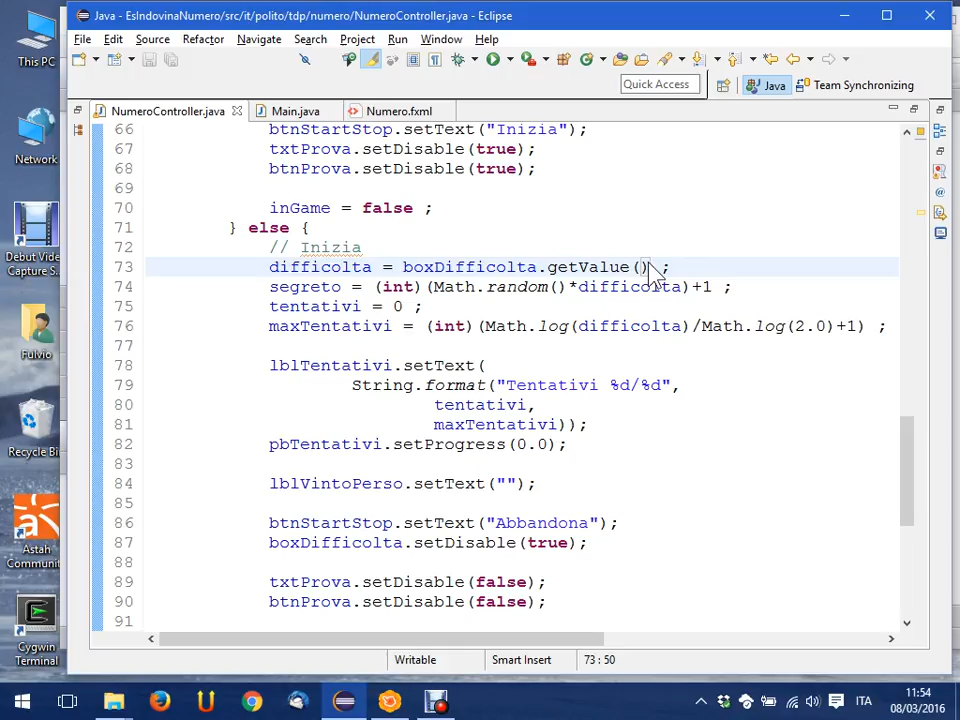 Java - EsIndovinaNumero/src/it/polito/tdp/numero/NumeroController.java - Eclipse
File Edit Source Refactor Navigate Search Project Run Window Help
Quick Access Java Team Synchronizing
NumeroController.java Main.java Numero.fxml
66 btnStartStop.setText("Inizia");
67 txtProva.setDisable(true);
68 btnProva.setDisable(true);
69
70 inGame = false ;
71 } else {
72 // Inizia
73 difficolta = boxDifficolta.getValue() ;
74 segreto = (int)(Math.random()*difficolta)+1 ;
75 tentativi = 0 ;
76 maxTentativi = (int)(Math.log(difficolta)/Math.log(2.0)+1) ;
77
78 lblTentativi.setText(
79 String.format("Tentativi %d/%d",
80 tentativi,
81 maxTentativi));
82 pbTentativi.setProgress(0.0);
83
84 lblVintoPerso.setText("");
85
86 btnStartStop.setText("Abbandona");
87 boxDifficolta.setDisable(true);
88
89 txtProva.setDisable(false);
90 btnProva.setDisable(false);
91
Writable Smart Insert 73 : 50
This PC
Network
Debut Video
Capture S...
Fulvio
Recycle Bi
Astah
Communit
Cygwin
Terminal
ITA
11:54
08/03/2016